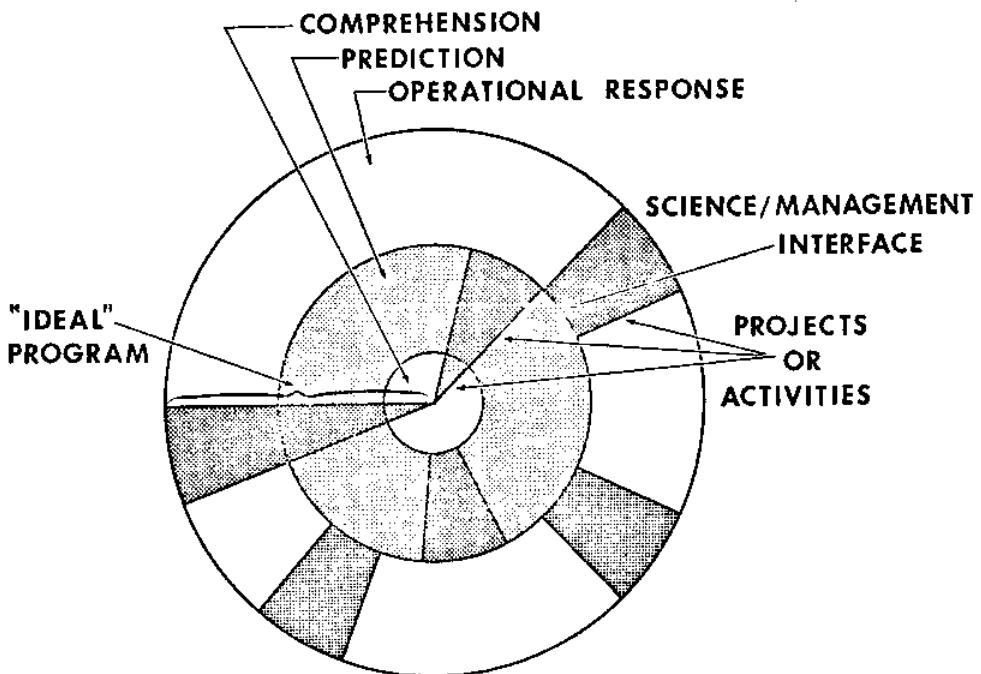 COMPREHENSION
PREDICTION
OPERATIONAL RESPONSE
SCIENCE/MANAGEMENT
INTERFACE
"IDEAL"
PROGRAM
PROJECTS
OR
ACTIVITIES